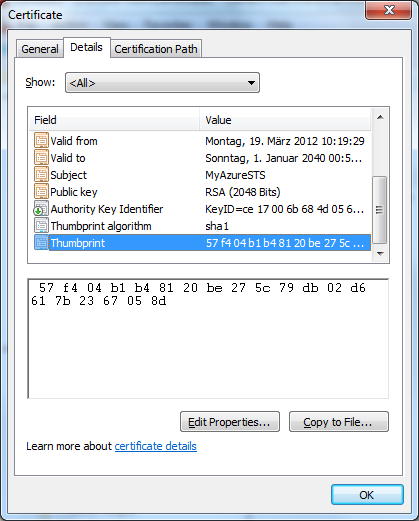 Certificate
General Details Certification Path
Show: <All>
Field Value
Valid from Montag, 19. März 2012 10:19:29
Valid to Sonntag, 1. Januar 2040 00:5...
Subject MyAzureSTS
Public key RSA (2048 Bits)
Authority Key Identifier KeyID=ce 17 00 6b 68 4d 05 6...
Thumbprint algorithm sha1
Thumbprint 57 f4 04 b1 b4 81 20 be 27 5c ...
57 f4 04 b1 b4 81 20 be 27 5c 79 db 02 d6
61 7b 23 67 05 8d
Edit Properties... Copy to File...
Learn more about certificate details
OK